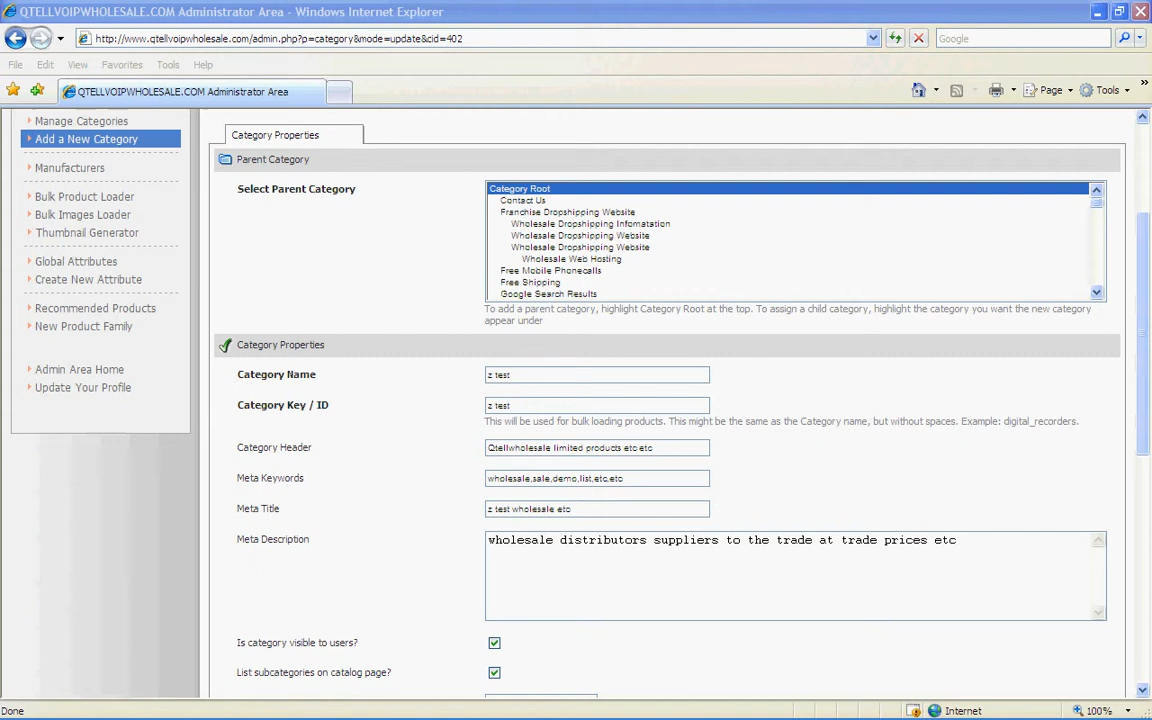 QTELLVOIPWHOLESALE.COM Administrator Area - Windows Internet Explorer
http://www.qtellvoipwholesale.com/admin.php?p=category&mode=update&cid=402
Google
File Edit View Favorites Tools Help
QTELLVOIPWHOLESALE.COM Administrator Area
Page Tools
Manage Categories
Add a New Category
Manufacturers
Bulk Product Loader
Bulk Images Loader
Thumbnail Generator
Global Attributes
Create New Attribute
Recommended Products
New Product Family
Admin Area Home
Update Your Profile
Category Properties
Parent Category
Select Parent Category
Category Root
Contact Us
Franchise Dropshipping Website
Wholesale Dropshipping Infomatation
Wholesale Dropshipping Website
Wholesale Dropshipping Website
Wholesale Web Hosting
Free Mobile Phonecalls
Free Shipping
Google Search Results
To add a parent category, highlight Category Root at the top. To assign a child category, highlight the category you want the new category
appear under
Category Properties
Category Name
z test
Category Key / ID
z test
This will be used for bulk loading products. This might be the same as the Category name, but without spaces. Example: digital_recorders.
Category Header
Qtellwholesale limited products etc etc
Meta Keywords
wholesale,sale,demo,list,etc,etc
Meta Title
z test wholesale etc
Meta Description
wholesale distributors suppliers to the trade at trade prices etc
Is category visible to users?
List subcategories on catalog page?
Done
Internet
100%